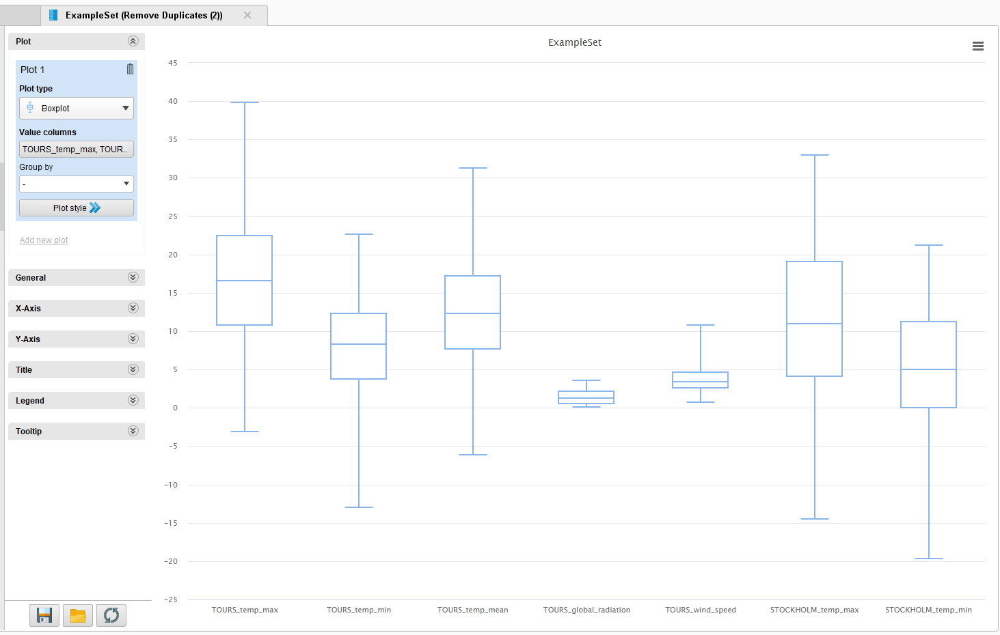 ExampleSet (Remove Duplicates (2))
Plot
Plot 1
Plot type
Boxplot
Value columns
TOURS_temp_max, TOUR..
Group by
-
Plot style
Add new plot
General
X-Axis
Y-Axis
Title
Legend
Tooltip
ExampleSet
45
40
35
30
25
20
15
10
5
0
−5
−10
−15
−20
−25
TOURS_temp_max TOURS_temp_min TOURS_temp_mean TOURS_global_radiation TOURS_wind_speed STOCKHOLM_temp_max STOCKHOLM_temp_min